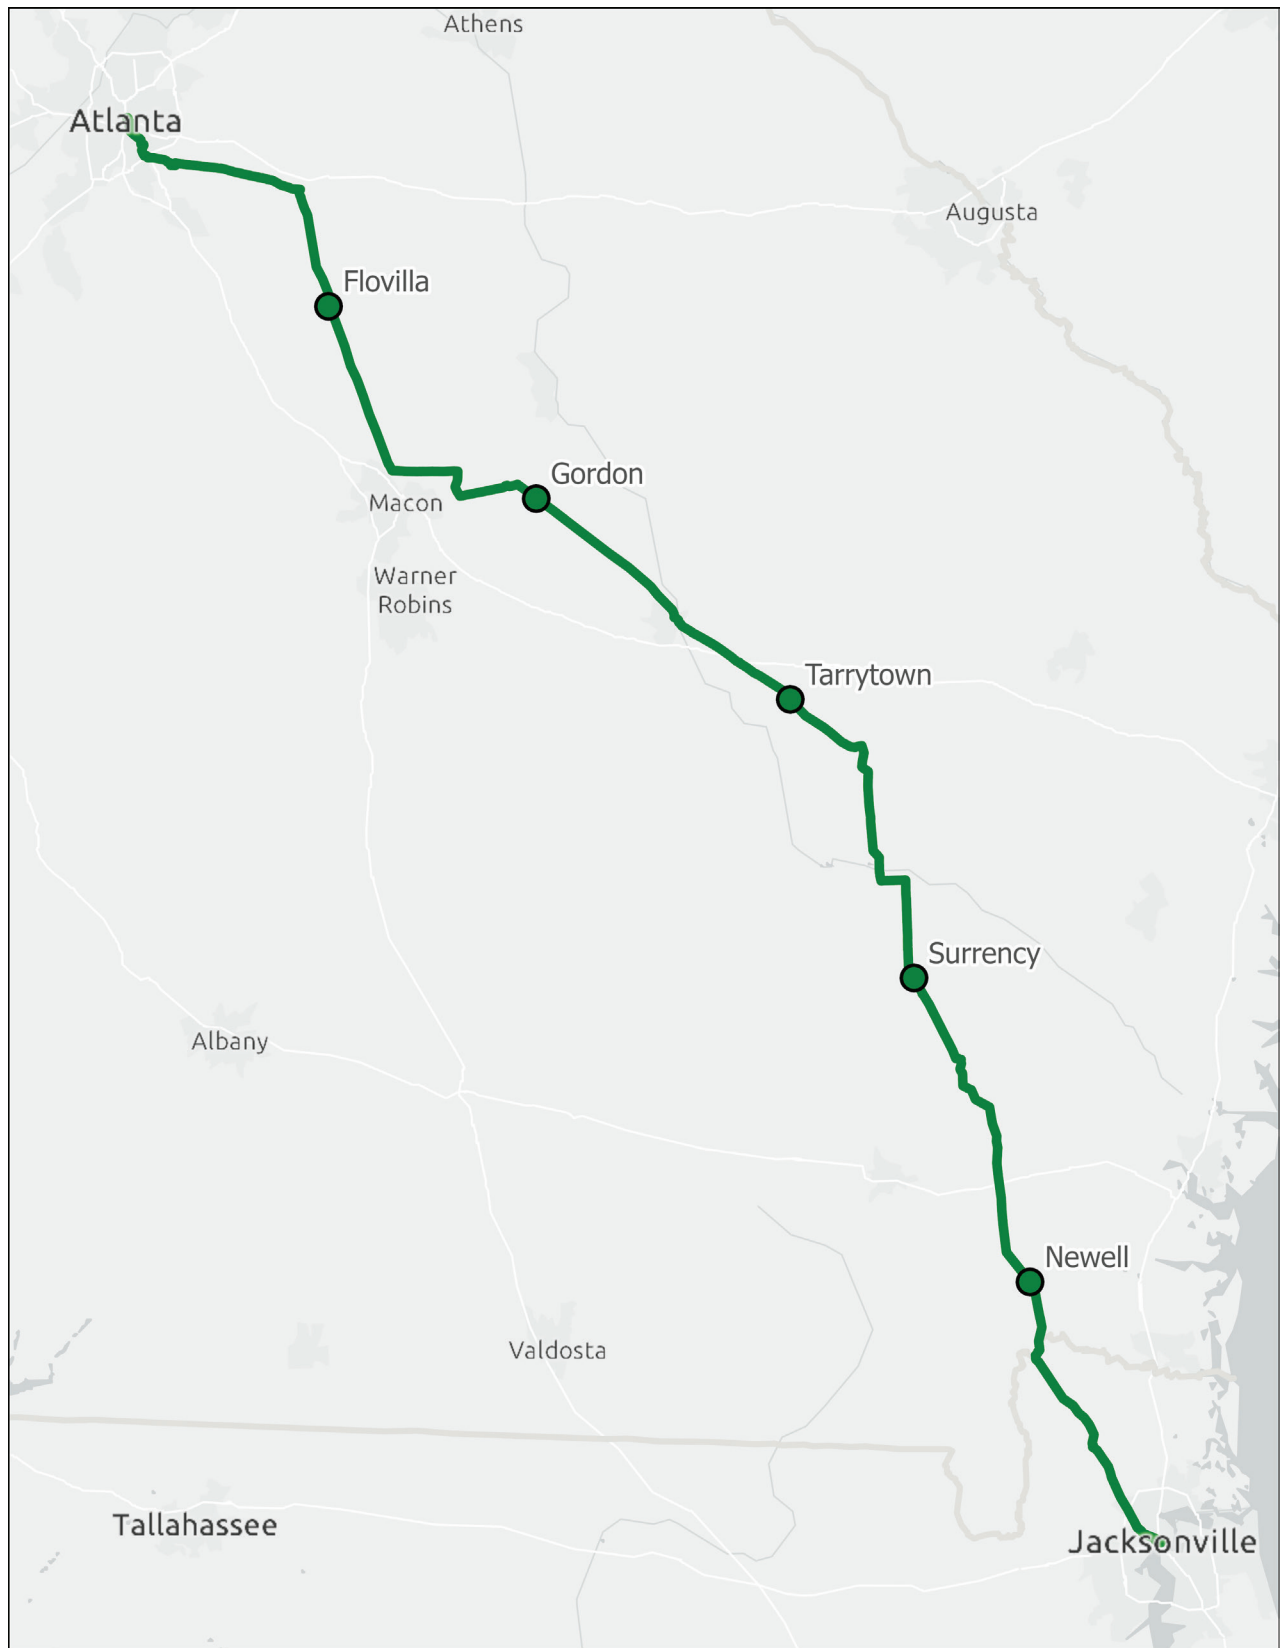 Athens
Atlanta
Augusta
Flovilla
Gordon
Macon
Warner
Robins
Tarrytown
Surrency
Albany
Newell
Valdosta
Tallahassee
Jacksonville